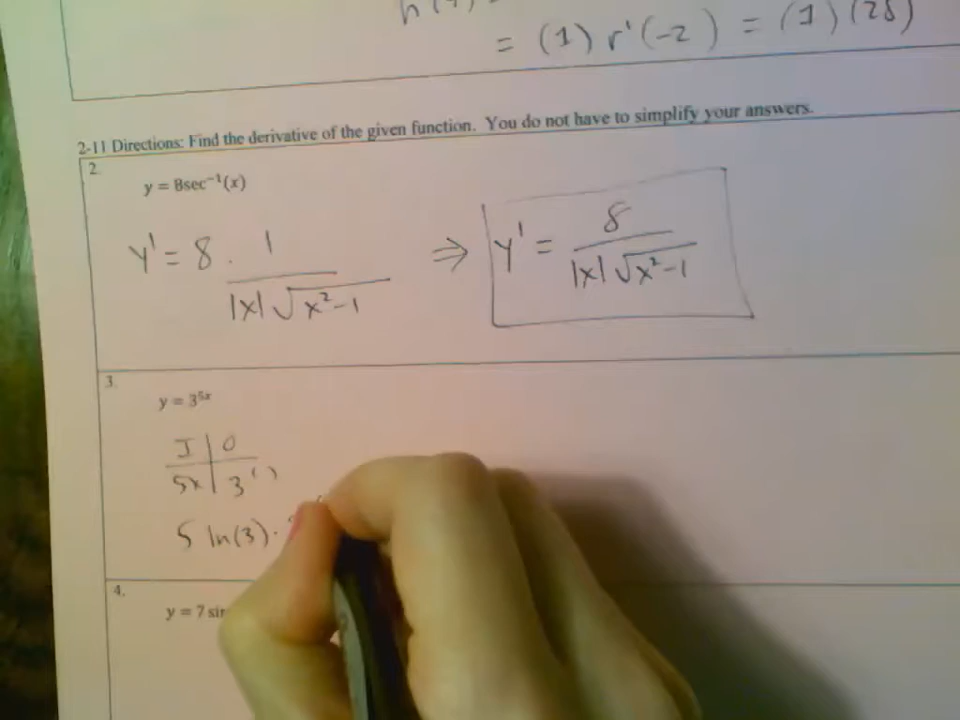 = (1) r'(-2) = (1)(28)
2-11 Directions: Find the derivative of the given function. You do not have to simplify your answers.
2.
y = 8sec⁻¹(x)
y' = 8 · 1 / |x|√x²-1 ⇒ y' = 8 / |x|√x²-1
3.
y = 3⁵ˣ
I | O
5x | 3⁽ ⁾
5 ln(3) ·
4.
y = 7